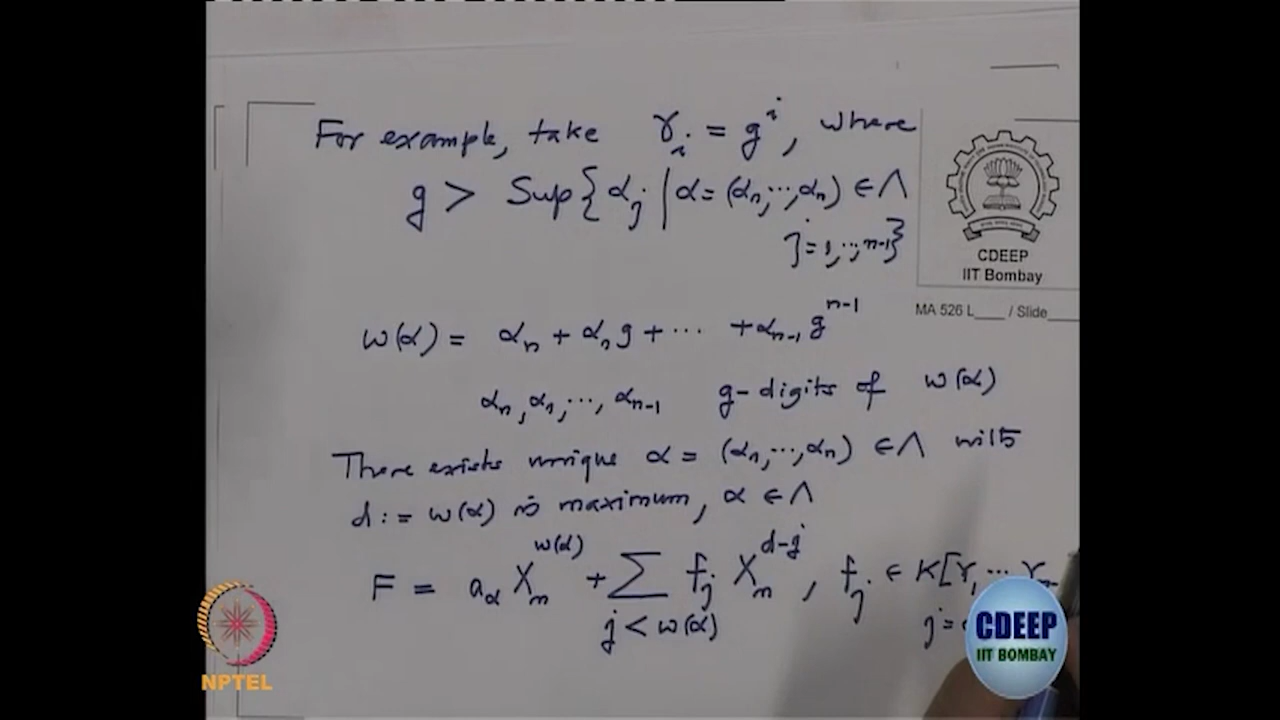 For example, take γ_i = g^i, where
g > Sup{ α_j | α = (α_1, ..., α_n) ∈ Λ
j = 1, ..., n-1}
CDEEP
IIT Bombay
MA 526 L____ / Slide____
w(α) = α_n + α_1 g + ... + α_{n-1} g^{n-1}
α_n, α_1, ..., α_{n-1} g-digits of w(α)
There exists unique α = (α_1, ..., α_n) ∈ Λ with
d := w(α) is maximum, α ∈ Λ
F = a_α X_n^{w(α)} + Σ f_j X_n^{d-j}, f_j ∈ K[Y_1 ... Y
j < w(α) j =
CDEEP
IIT BOMBAY
NPTEL